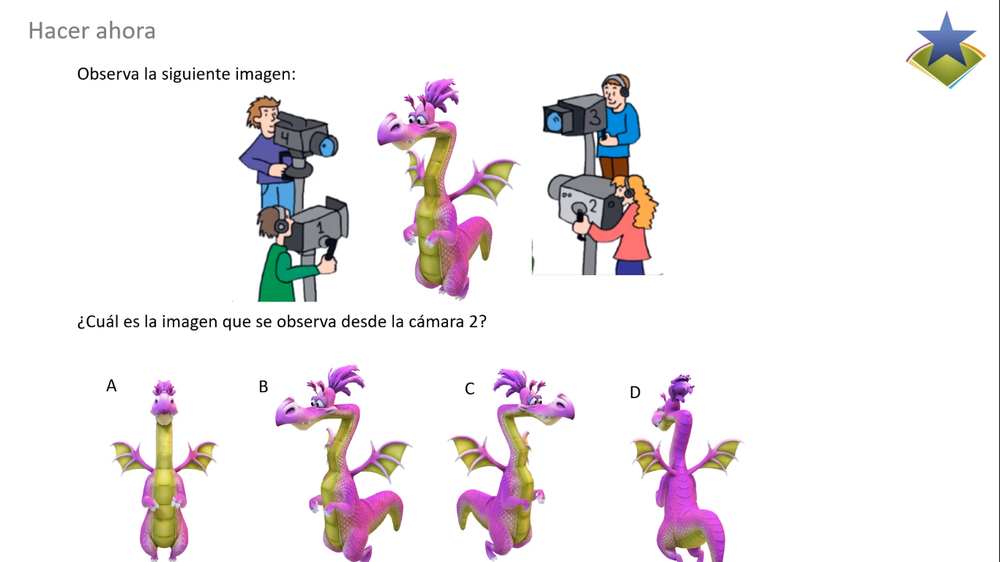 Hacer ahora
Observa la siguiente imagen:
4
3
1
2
¿Cuál es la imagen que se observa desde la cámara 2?
A
B
C
D